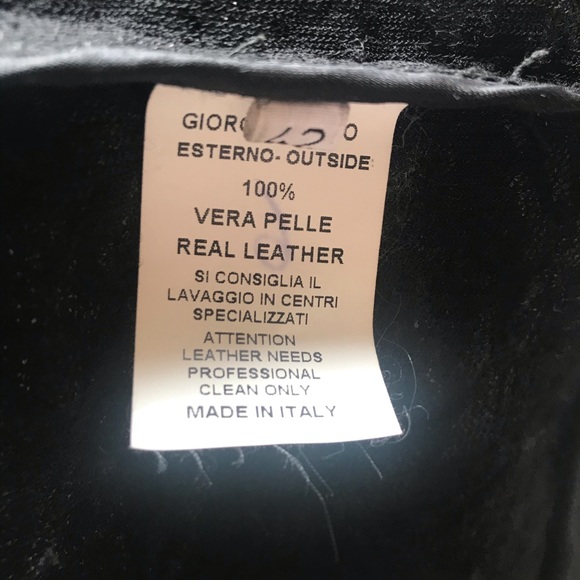 ESTERNO- OUTSIDE
100%
VERA PELLE
REAL LEATHER
SI CONSIGLIA IL
LAVAGGIO IN CENTRI
SPECIALIZZATI
ATTENTION
LEATHER NEEDS
PROFESSIONAL
CLEAN ONLY
MADE IN ITALY